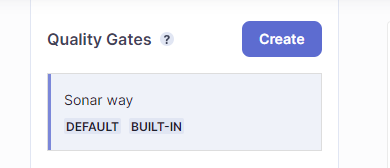 Quality Gates ?
Create
Sonar way
DEFAULT BUILT-IN